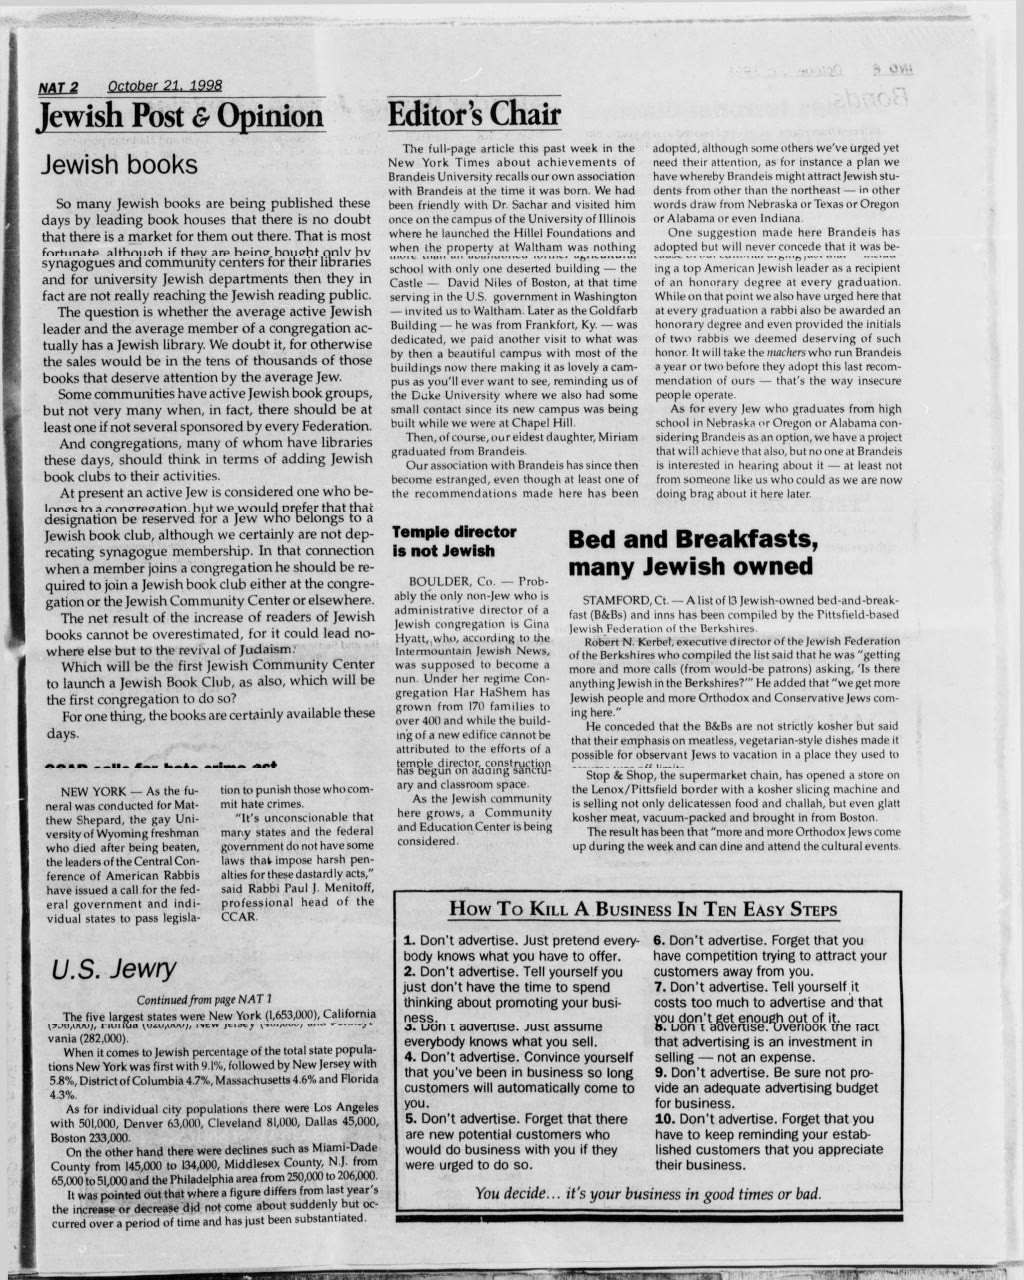 NAT 2 October 21, 1998
Jewish Post & Opinion
Jewish books
So many Jewish books are being published these
days by leading book houses that there is no doubt
that there is a market for them out there. That is most
fortunate, although if they are being bought only by
synagogues and community centers for their libraries
and for university Jewish departments then they in
fact are not really reaching the Jewish reading public.
The question is whether the average active Jewish
leader and the average member of a congregation ac-
tually has a Jewish library. We doubt it, for otherwise
the sales would be in the tens of thousands of those
books that deserve attention by the average Jew.
Some communities have active Jewish book groups,
but not very many when, in fact, there should be at
least one if not several sponsored by every Federation.
And congregations, many of whom have libraries
these days, should think in terms of adding Jewish
book clubs to their activities.
At present an active Jew is considered one who be-
longs to a congregation, but we would prefer that that
designation be reserved for a Jew who belongs to a
Jewish book club, although we certainly are not dep-
recating synagogue membership. In that connection
when a member joins a congregation he should be re-
quired to join a Jewish book club either at the congre-
gation or the Jewish Community Center or elsewhere.
The net result of the increase of readers of Jewish
books cannot be overestimated, for it could lead no-
where else but to the revival of Judaism.
Which will be the first Jewish Community Center
to launch a Jewish Book Club, as also, which will be
the first congregation to do so?
For one thing, the books are certainly available these
days.
CCAR calls for hate crime act
NEW YORK — As the fu-
neral was conducted for Mat-
thew Shepard, the gay Uni-
versity of Wyoming freshman
who died after being beaten,
the leaders of the Central Con-
ference of American Rabbis
have issued a call for the fed-
eral government and indi-
vidual states to pass legisla-
tion to punish those who com-
mit hate crimes.
"It's unconscionable that
many states and the federal
government do not have some
laws that impose harsh pen-
alties for these dastardly acts,"
said Rabbi Paul J. Menitoff,
professional head of the
CCAR.
U.S. Jewry
Continued from page NAT 1
The five largest states were New York (1,653,000), California
vania (282,000).
When it comes to Jewish percentage of the total state popula-
tions New York was first with 9.1%, followed by New Jersey with
5.8%, District of Columbia 4.7%, Massachusetts 4.6% and Florida
4.3%.
As for individual city populations there were Los Angeles
with 501,000, Denver 63,000, Cleveland 81,000, Dallas 45,000,
Boston 233,000.
On the other hand there were declines such as Miami-Dade
County from 145,000 to 134,000, Middlesex County, N.J. from
65,000 to 51,000 and the Philadelphia area from 250,000 to 206,000.
It was pointed out that where a figure differs from last year's
the increase or decrease did not come about suddenly but oc-
curred over a period of time and has just been substantiated.
Editor's Chair
The full-page article this past week in the
New York Times about achievements of
Brandeis University recalls our own association
with Brandeis at the time it was born. We had
been friendly with Dr. Sachar and visited him
once on the campus of the University of Illinois
where he launched the Hillel Foundations and
when the property at Waltham was nothing
more than an abandoned former agricultural
school with only one deserted building — the
Castle — David Niles of Boston, at that time
serving in the U.S. government in Washington
— invited us to Waltham. Later as the Goldfarb
Building — he was from Frankfort, Ky. — was
dedicated, we paid another visit to what was
by then a beautiful campus with most of the
buildings now there making it as lovely a cam-
pus as you'll ever want to see, reminding us of
the Duke University where we also had some
small contact since its new campus was being
built while we were at Chapel Hill.
Then, of course, our eldest daughter, Miriam
graduated from Brandeis.
Our association with Brandeis has since then
become estranged, even though at least one of
the recommendations made here has been
adopted, although some others we've urged yet
need their attention, as for instance a plan we
have whereby Brandeis might attract Jewish stu-
dents from other than the northeast — in other
words draw from Nebraska or Texas or Oregon
or Alabama or even Indiana.
One suggestion made here Brandeis has
adopted but will never concede that it was be-
ing a top American Jewish leader as a recipient
of an honorary degree at every graduation.
While on that point we also have urged here that
at every graduation a rabbi also be awarded an
honorary degree and even provided the initials
of two rabbis we deemed deserving of such
honor. It will take the machers who run Brandeis
a year or two before they adopt this last recom-
mendation of ours — that's the way insecure
people operate.
As for every Jew who graduates from high
school in Nebraska or Oregon or Alabama con-
sidering Brandeis as an option, we have a project
that will achieve that also, but no one at Brandeis
is interested in hearing about it — at least not
from someone like us who could as we are now
doing brag about it here later.
Temple director
is not Jewish
BOULDER, Co. — Prob-
ably the only non-Jew who is
administrative director of a
Jewish congregation is Gina
Hyatt, who, according to the
Intermountain Jewish News,
was supposed to become a
nun. Under her regime Con-
gregation Har HaShem has
grown from 170 families to
over 400 and while the build-
ing of a new edifice cannot be
attributed to the efforts of a
temple director, construction
has begun on adding sanctu-
ary and classroom space.
As the Jewish community
here grows, a Community
and Education Center is being
considered.
Bed and Breakfasts,
many Jewish owned
STAMFORD, Ct. — A list of 13 Jewish-owned bed-and-break-
fast (B&Bs) and inns has been compiled by the Pittsfield-based
Jewish Federation of the Berkshires.
Robert N. Kerbel, executive director of the Jewish Federation
of the Berkshires who compiled the list said that he was "getting
more and more calls (from would-be patrons) asking, 'Is there
anything Jewish in the Berkshires?'" He added that "we get more
Jewish people and more Orthodox and Conservative Jews com-
ing here."
He conceded that the B&Bs are not strictly kosher but said
that their emphasis on meatless, vegetarian-style dishes made it
possible for observant Jews to vacation in a place they used to
Stop & Shop, the supermarket chain, has opened a store on
the Lenox/Pittsfield border with a kosher slicing machine and
is selling not only delicatessen food and challah, but even glatt
kosher meat, vacuum-packed and brought in from Boston.
The result has been that "more and more Orthodox Jews come
up during the week and can dine and attend the cultural events.
How To Kill A Business In Ten Easy Steps
1. Don't advertise. Just pretend every-
body knows what you have to offer.
2. Don't advertise. Tell yourself you
just don't have the time to spend
thinking about promoting your busi-
ness.
3. Don't advertise. Just assume
everybody knows what you sell.
4. Don't advertise. Convince yourself
that you've been in business so long
customers will automatically come to
you.
5. Don't advertise. Forget that there
are new potential customers who
would do business with you if they
were urged to do so.
6. Don't advertise. Forget that you
have competition trying to attract your
customers away from you.
7. Don't advertise. Tell yourself it
costs too much to advertise and that
you don't get enough out of it.
8. Don't advertise. Overlook the fact
that advertising is an investment in
selling — not an expense.
9. Don't advertise. Be sure not pro-
vide an adequate advertising budget
for business.
10. Don't advertise. Forget that you
have to keep reminding your estab-
lished customers that you appreciate
their business.
You decide... it's your business in good times or bad.